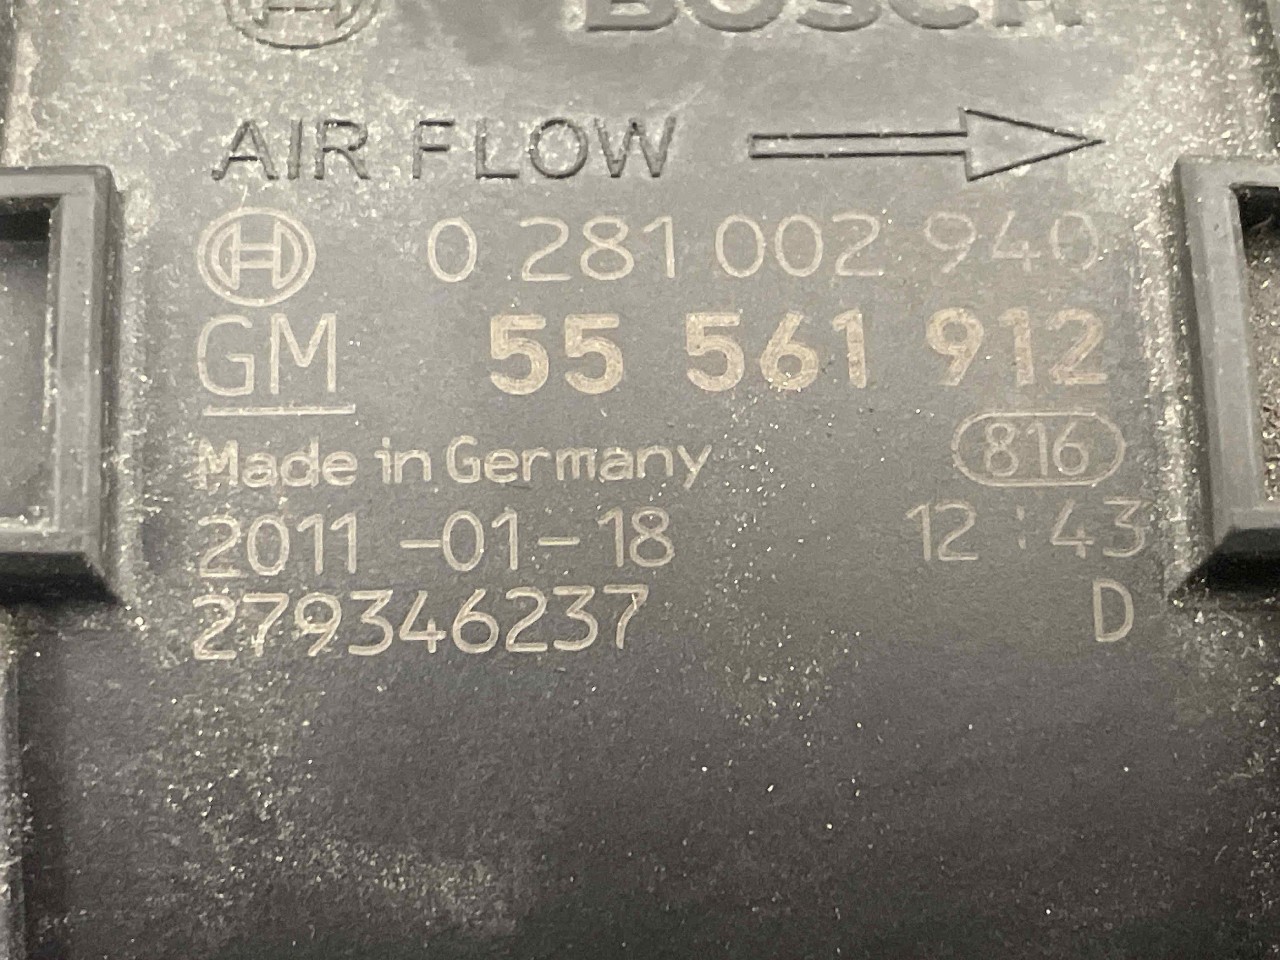 BOSCH
AIR FLOW
0 281 002 940
GM 55 561 912
Made in Germany 816
2011-01-18 12:43
279346237 D